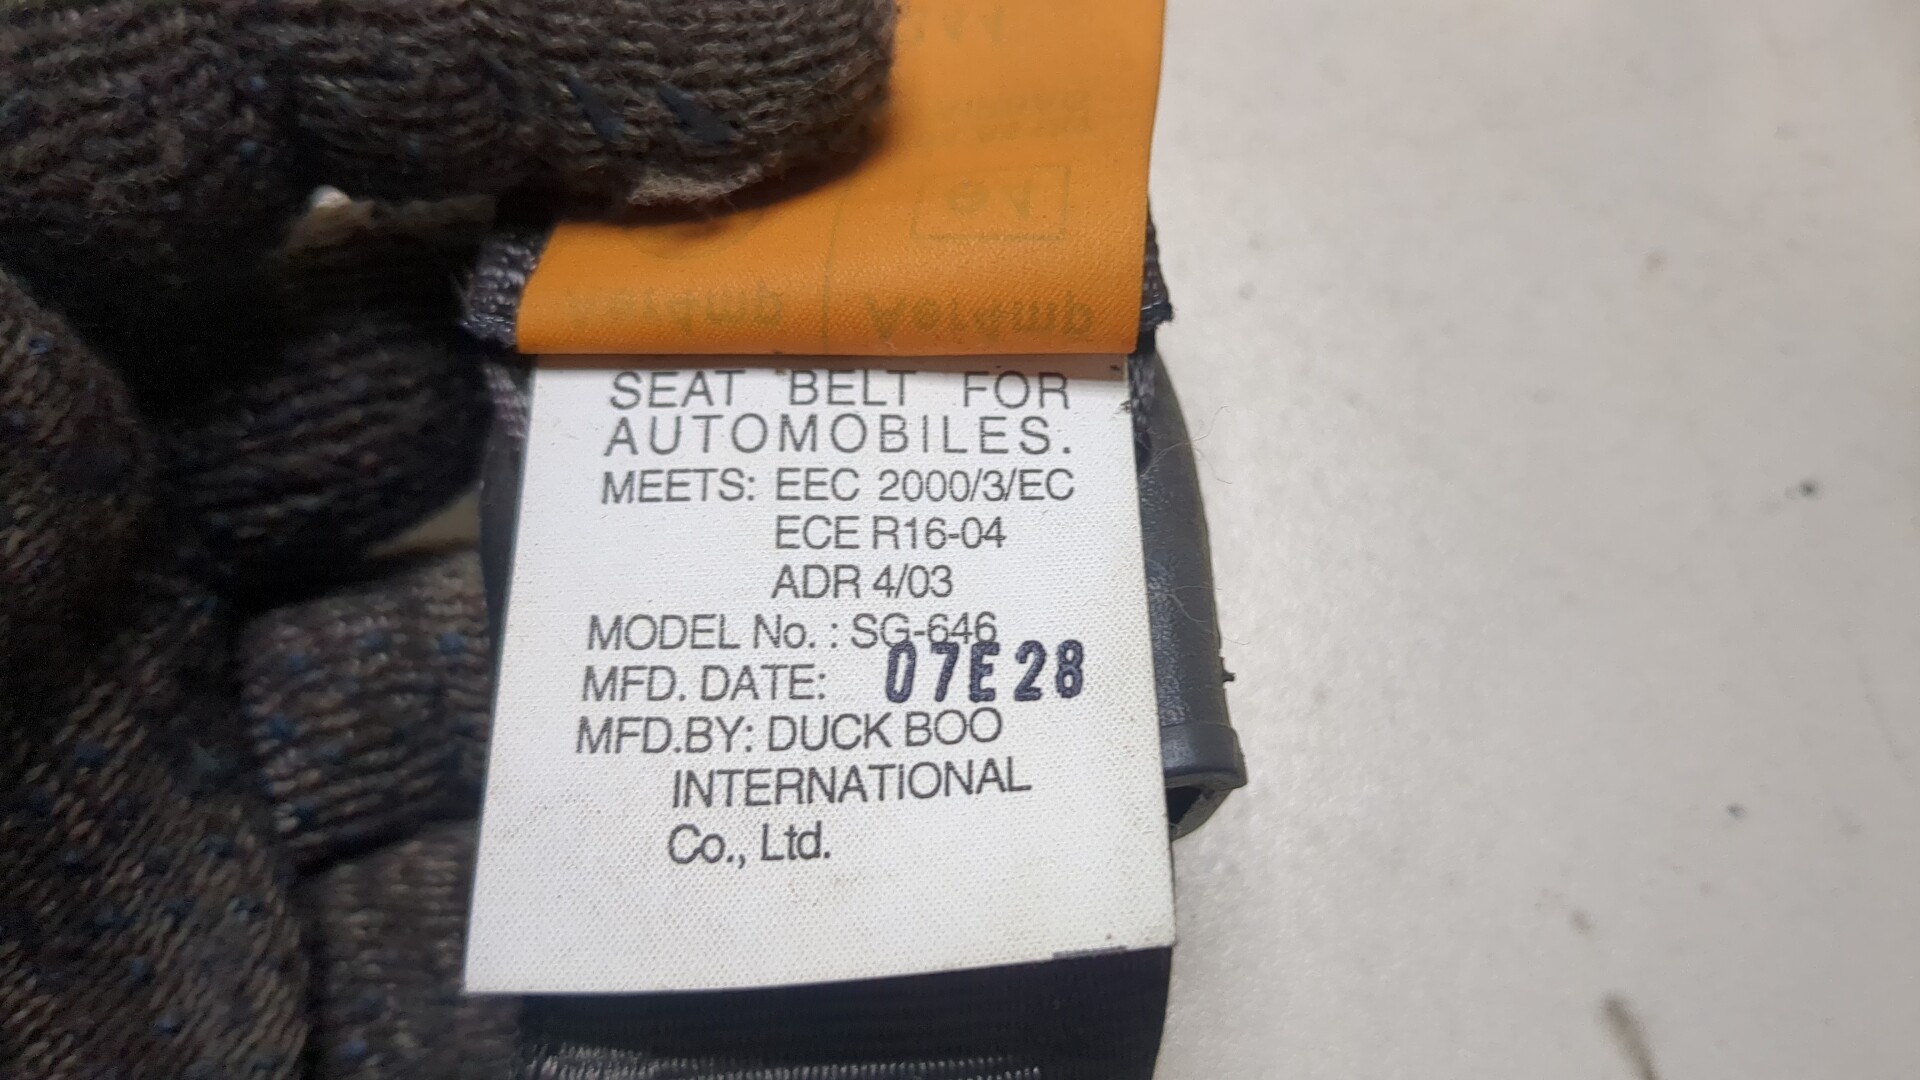 SEAT BELT FOR
AUTOMOBILES.
MEETS: EEC 2000/3/EC
ECE R16-04
ADR 4/03
MODEL No. : SG-646
MFD. DATE: 07E28
MFD.BY: DUCK BOO
INTERNATIONAL
Co., Ltd.